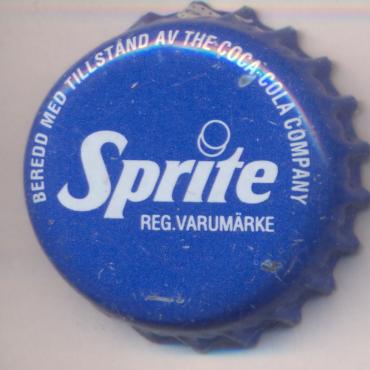 BEREDD MED TILLSTÅND AV THE COCA-COLA COMPANY
Sprite
REG.VARUMÄRKE